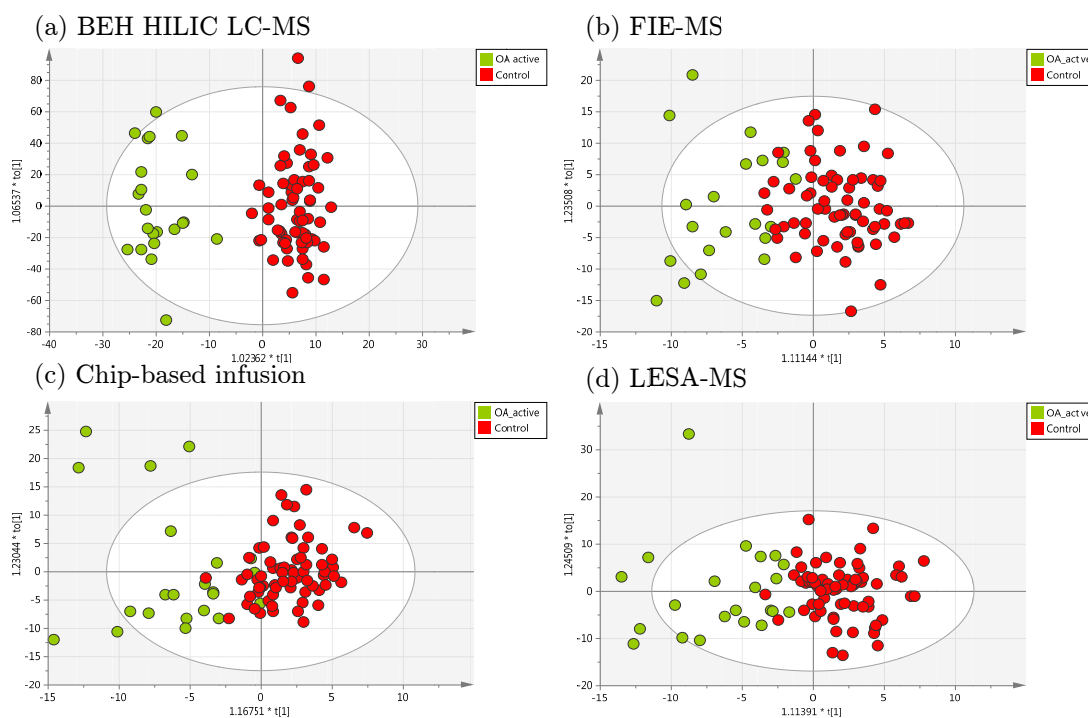 (a) BEH HILIC LC-MS
OA active
Control
80
60
40
20
0
-20
-40
-60
-80
1.06537 * to[1]
-40 -30 -20 -10 0 10 20 30 40
1.02362 * t[1]
(b) FIE-MS
OA_active
Control
20
15
10
5
0
-5
-10
-15
-20
1.23508 * to[1]
-15 -10 -5 0 5 10
1.11144 * t[1]
(c) Chip-based infusion
OA_active
Control
25
20
15
10
5
0
-5
-10
-15
-20
1.23044 * to[1]
-15 -10 -5 0 5 10
1.16751 * t[1]
(d) LESA-MS
OA_active
Control
30
20
10
0
-10
-20
1.24509 * to[1]
-15 -10 -5 0 5 10
1.11391 * t[1]